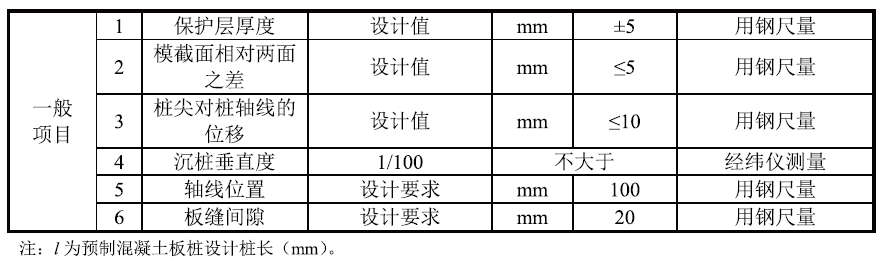 一般项目 1 保护层厚度 设计值 mm ±5 用钢尺量
2 模截面相对两面之差 设计值 mm ≤5 用钢尺量
3 桩尖对桩轴线的位移 设计值 mm ≤10 用钢尺量
4 沉桩垂直度 1/100 不大于 经纬仪测量
5 轴线位置 设计要求 mm 100 用钢尺量
6 板缝间隙 设计要求 mm 20 用钢尺量
注：l为预制混凝土板桩设计桩长（mm）。